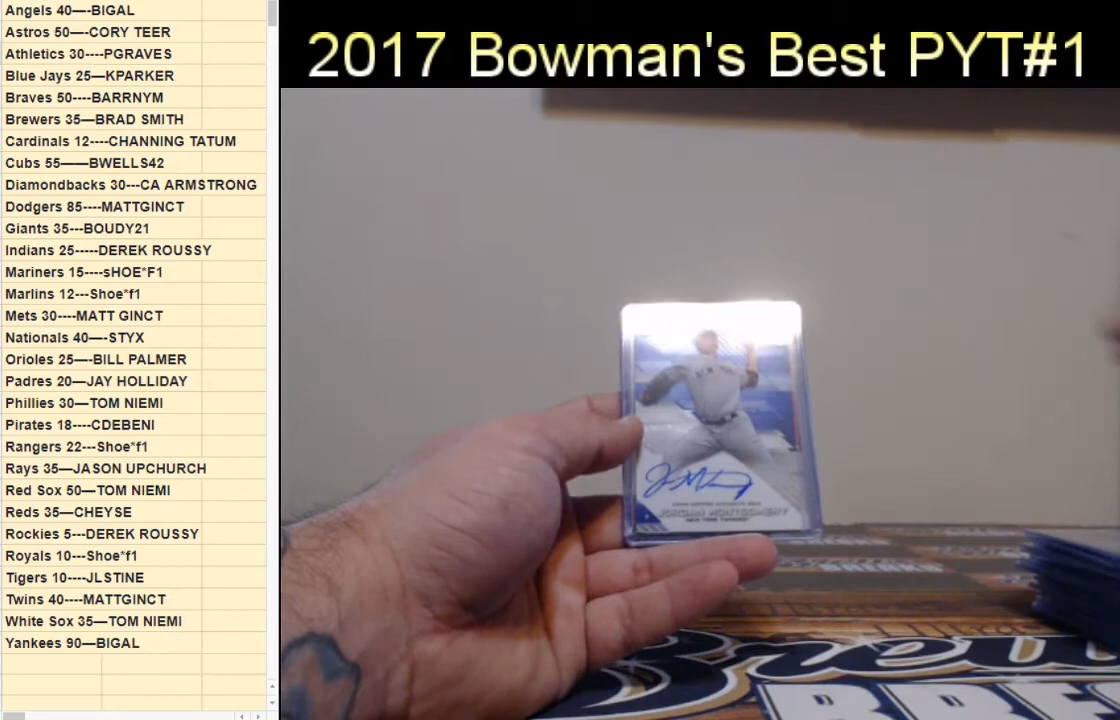 Angels 40—-BIGAL
Astros 50—-CORY TEER
Athletics 30----PGRAVES
Blue Jays 25—KPARKER
Braves 50----BARRNYM
Brewers 35—BRAD SMITH
Cardinals 12----CHANNING TATUM
Cubs 55——BWELLS42
Diamondbacks 30---CA ARMSTRONG
Dodgers 85----MATTGINCT
Giants 35---BOUDY21
Indians 25-----DEREK ROUSSY
Mariners 15----sHOE*F1
Marlins 12---Shoe*f1
Mets 30----MATT GINCT
Nationals 40—-STYX
Orioles 25—-BILL PALMER
Padres 20—JAY HOLLIDAY
Phillies 30—TOM NIEMI
Pirates 18----CDEBENI
Rangers 22---Shoe*f1
Rays 35—JASON UPCHURCH
Red Sox 50—TOM NIEMI
Reds 35—CHEYSE
Rockies 5---DEREK ROUSSY
Royals 10---Shoe*f1
Tigers 10----JLSTINE
Twins 40----MATTGINCT
White Sox 35—TOM NIEMI
Yankees 90—BIGAL
2017 Bowman's Best PYT#1
NEW YORK
JORDAN MONTGOMERY
NEW YORK YANKEES